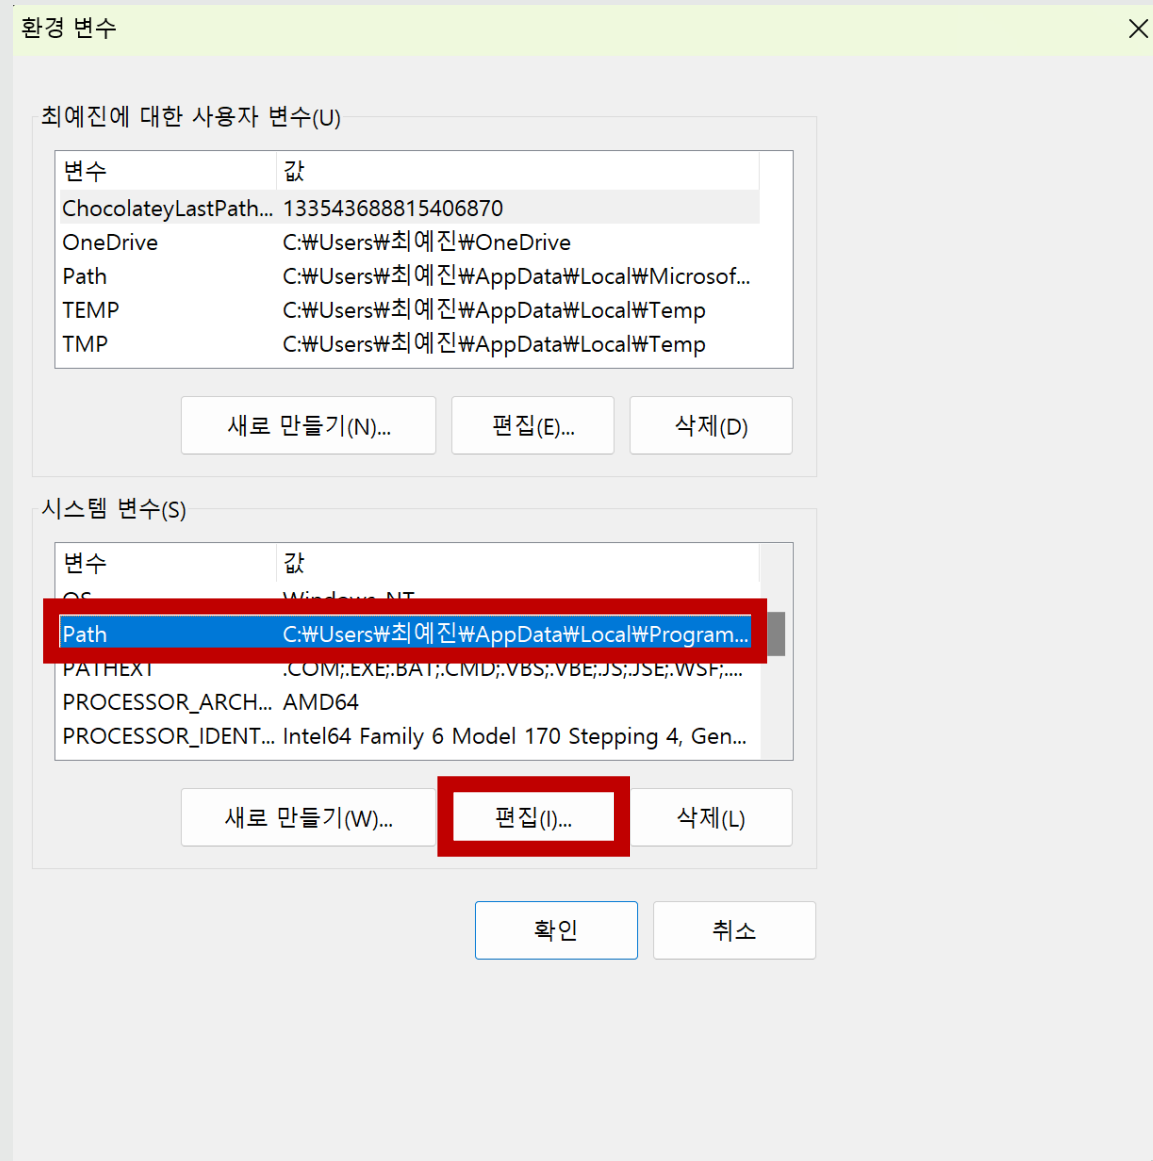 환경 변수
최예진에 대한 사용자 변수(U)
변수 값
ChocolateyLastPath... 133543688815406870
OneDrive C:₩Users₩최예진₩OneDrive
Path C:₩Users₩최예진₩AppData₩Local₩Microsof...
TEMP C:₩Users₩최예진₩AppData₩Local₩Temp
TMP C:₩Users₩최예진₩AppData₩Local₩Temp
새로 만들기(N)... 편집(E)... 삭제(D)
시스템 변수(S)
변수 값
OS Windows_NT
Path C:₩Users₩최예진₩AppData₩Local₩Program...
PATHEXT .COM;.EXE;.BAT;.CMD;.VBS;.VBE;.JS;.JSE;.WSF;....
PROCESSOR_ARCH... AMD64
PROCESSOR_IDENT... Intel64 Family 6 Model 170 Stepping 4, Gen...
새로 만들기(W)... 편집(I)... 삭제(L)
확인 취소